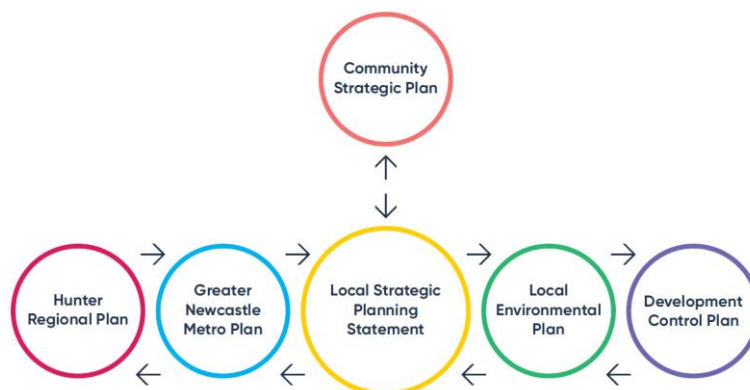 Community
Strategic Plan
Hunter
Regional Plan
Greater
Newcastle
Metro Plan
Local Strategic
Planning
Statement
Local
Environmental
Plan
Development
Control Plan